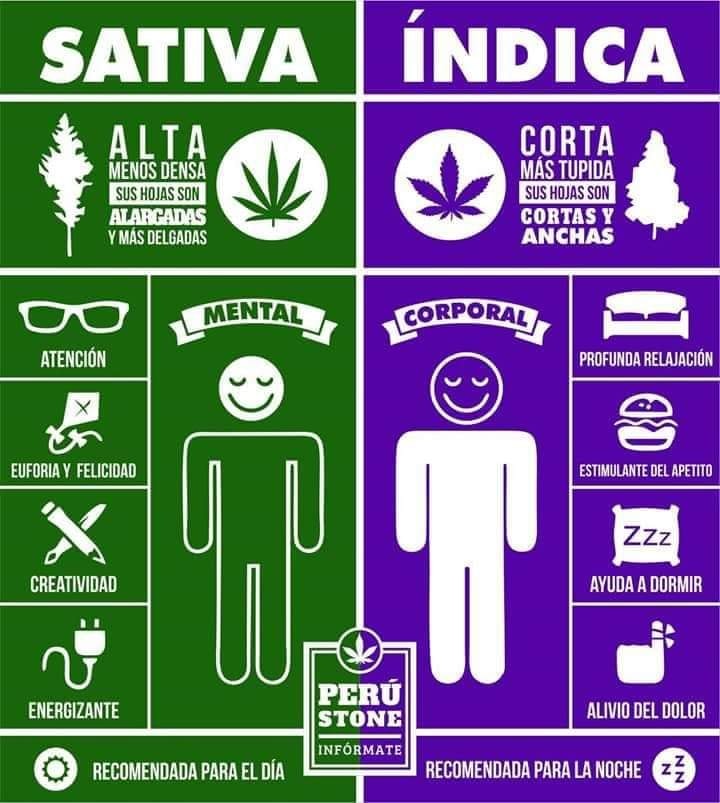 SATIVA
ALTA
MENOS DENSA
SUS HOJAS SON
ALARGADAS
Y MÁS DELGADAS
MENTAL
ATENCIÓN
EUFORIA Y FELICIDAD
CREATIVIDAD
ENERGIZANTE
RECOMENDADA PARA EL DÍA
ÍNDICA
CORTA
MÁS TUPIDA
SUS HOJAS SON
CORTAS Y
ANCHAS
CORPORAL
PROFUNDA RELAJACIÓN
ESTIMULANTE DEL APETITO
ZZZ
AYUDA A DORMIR
ALIVIO DEL DOLOR
RECOMENDADA PARA LA NOCHE
Z
Z
Z
PERÚ
STONE
INFÓRMATE